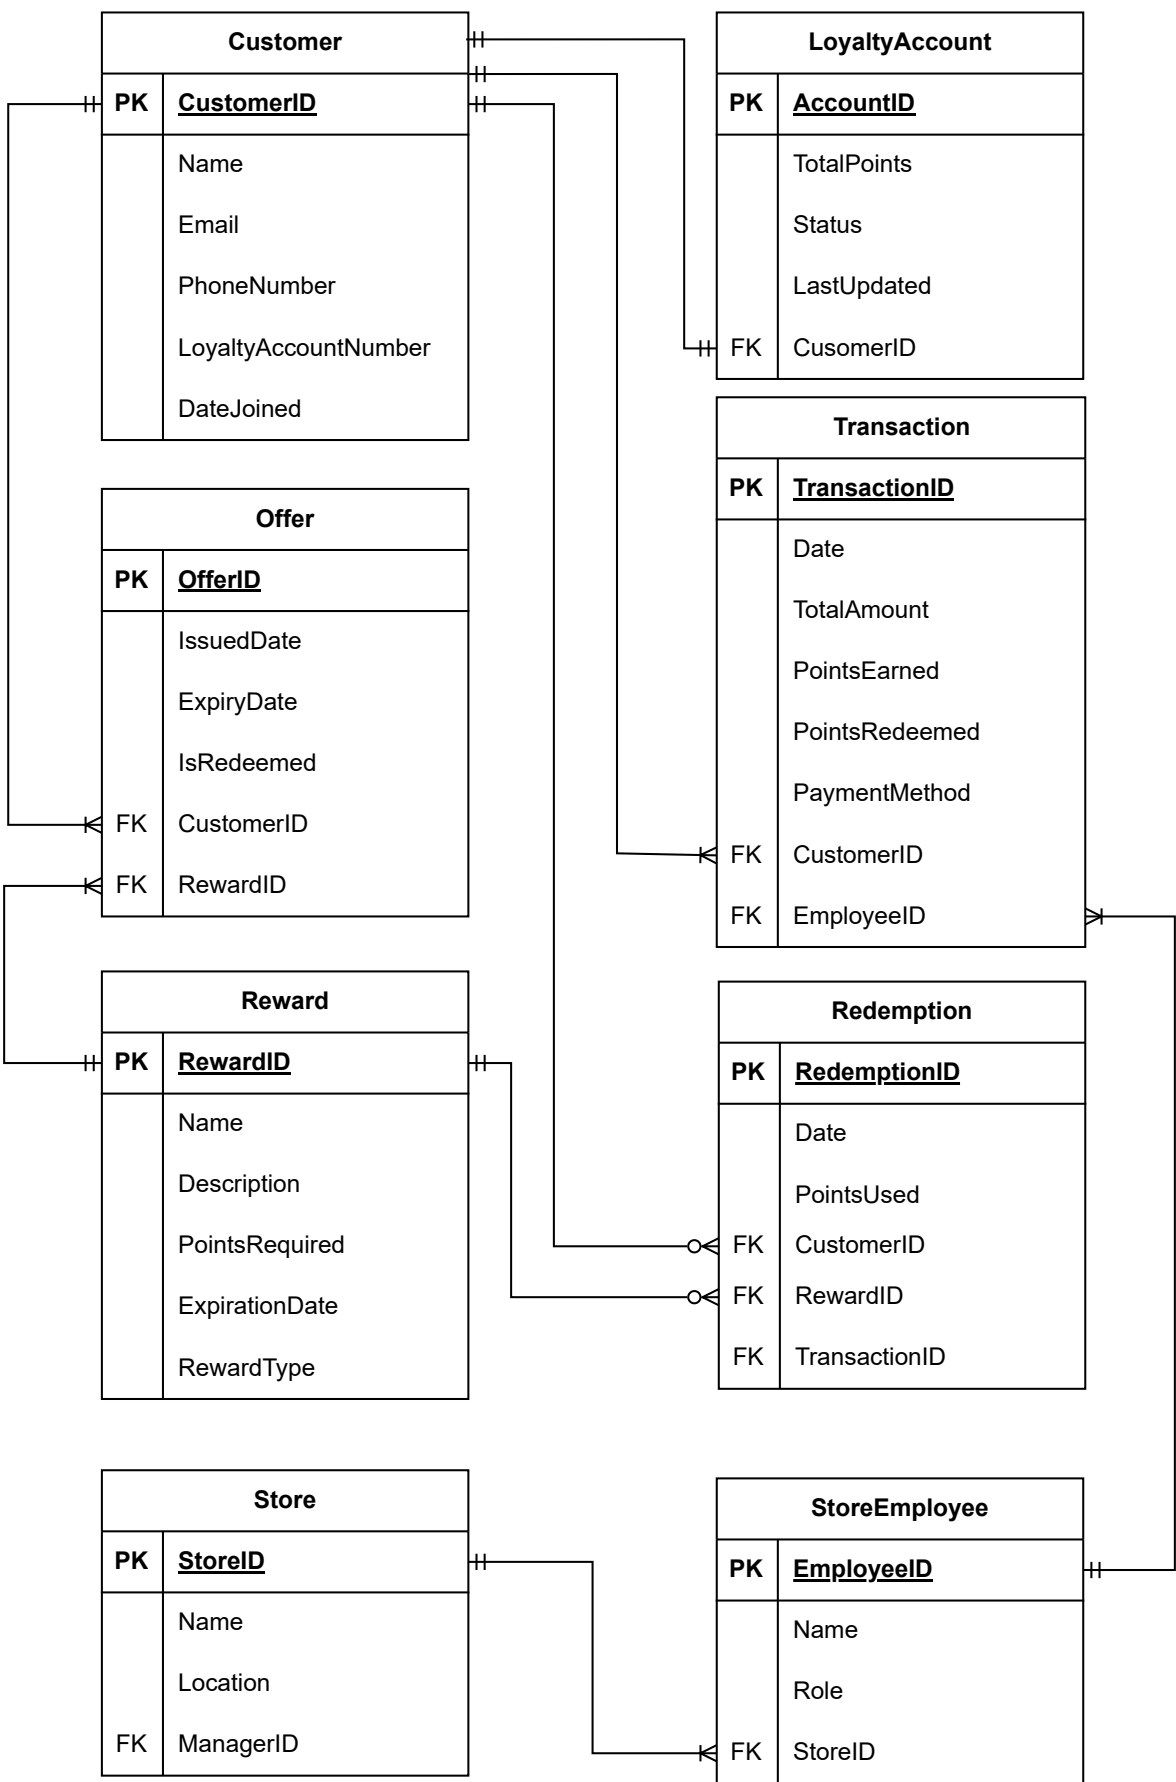 Customer
PK CustomerID
Name
Email
PhoneNumber
LoyaltyAccountNumber
DateJoined
LoyaltyAccount
PK AccountID
TotalPoints
Status
LastUpdated
FK CusomerID
Offer
PK OfferID
IssuedDate
ExpiryDate
IsRedeemed
FK CustomerID
FK RewardID
Transaction
PK TransactionID
Date
TotalAmount
PointsEarned
PointsRedeemed
PaymentMethod
FK CustomerID
FK EmployeeID
Reward
PK RewardID
Name
Description
PointsRequired
ExpirationDate
RewardType
Redemption
PK RedemptionID
Date
PointsUsed
FK CustomerID
FK RewardID
FK TransactionID
Store
PK StoreID
Name
Location
FK ManagerID
StoreEmployee
PK EmployeeID
Name
Role
FK StoreID